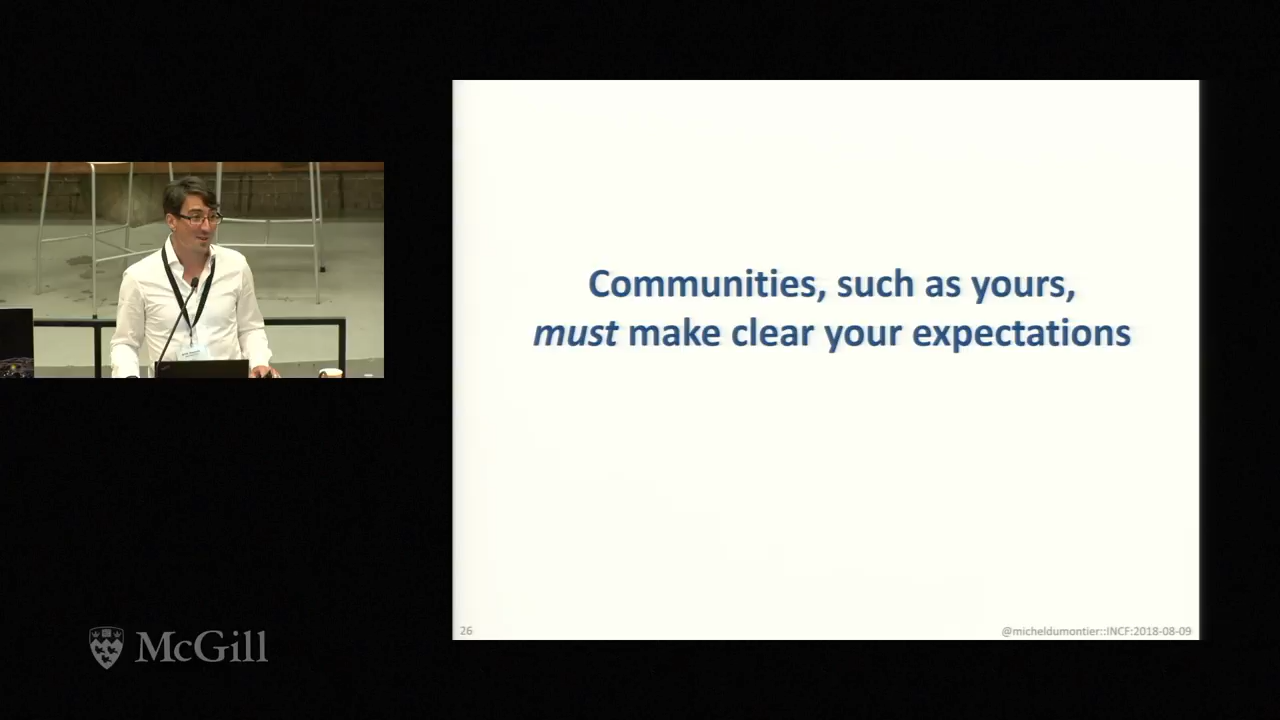 Communities, such as yours,
must make clear your expectations
26
@micheldumontier::INCF:2018-08-09
McGill